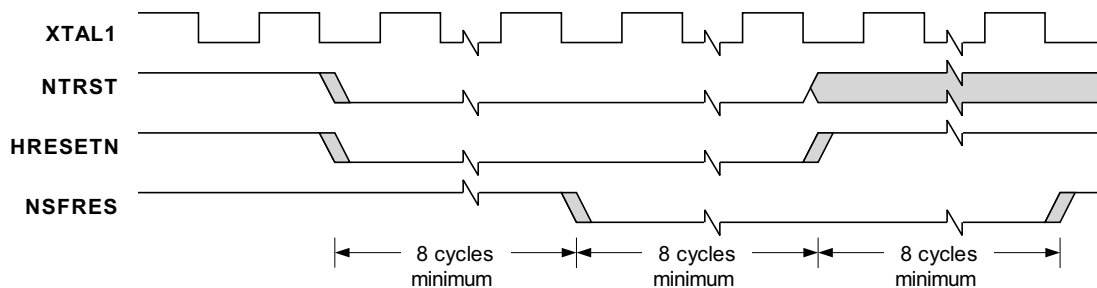 XTAL1
NTRST
HRESETN
NSFRES
8 cycles
minimum
8 cycles
minimum
8 cycles
minimum